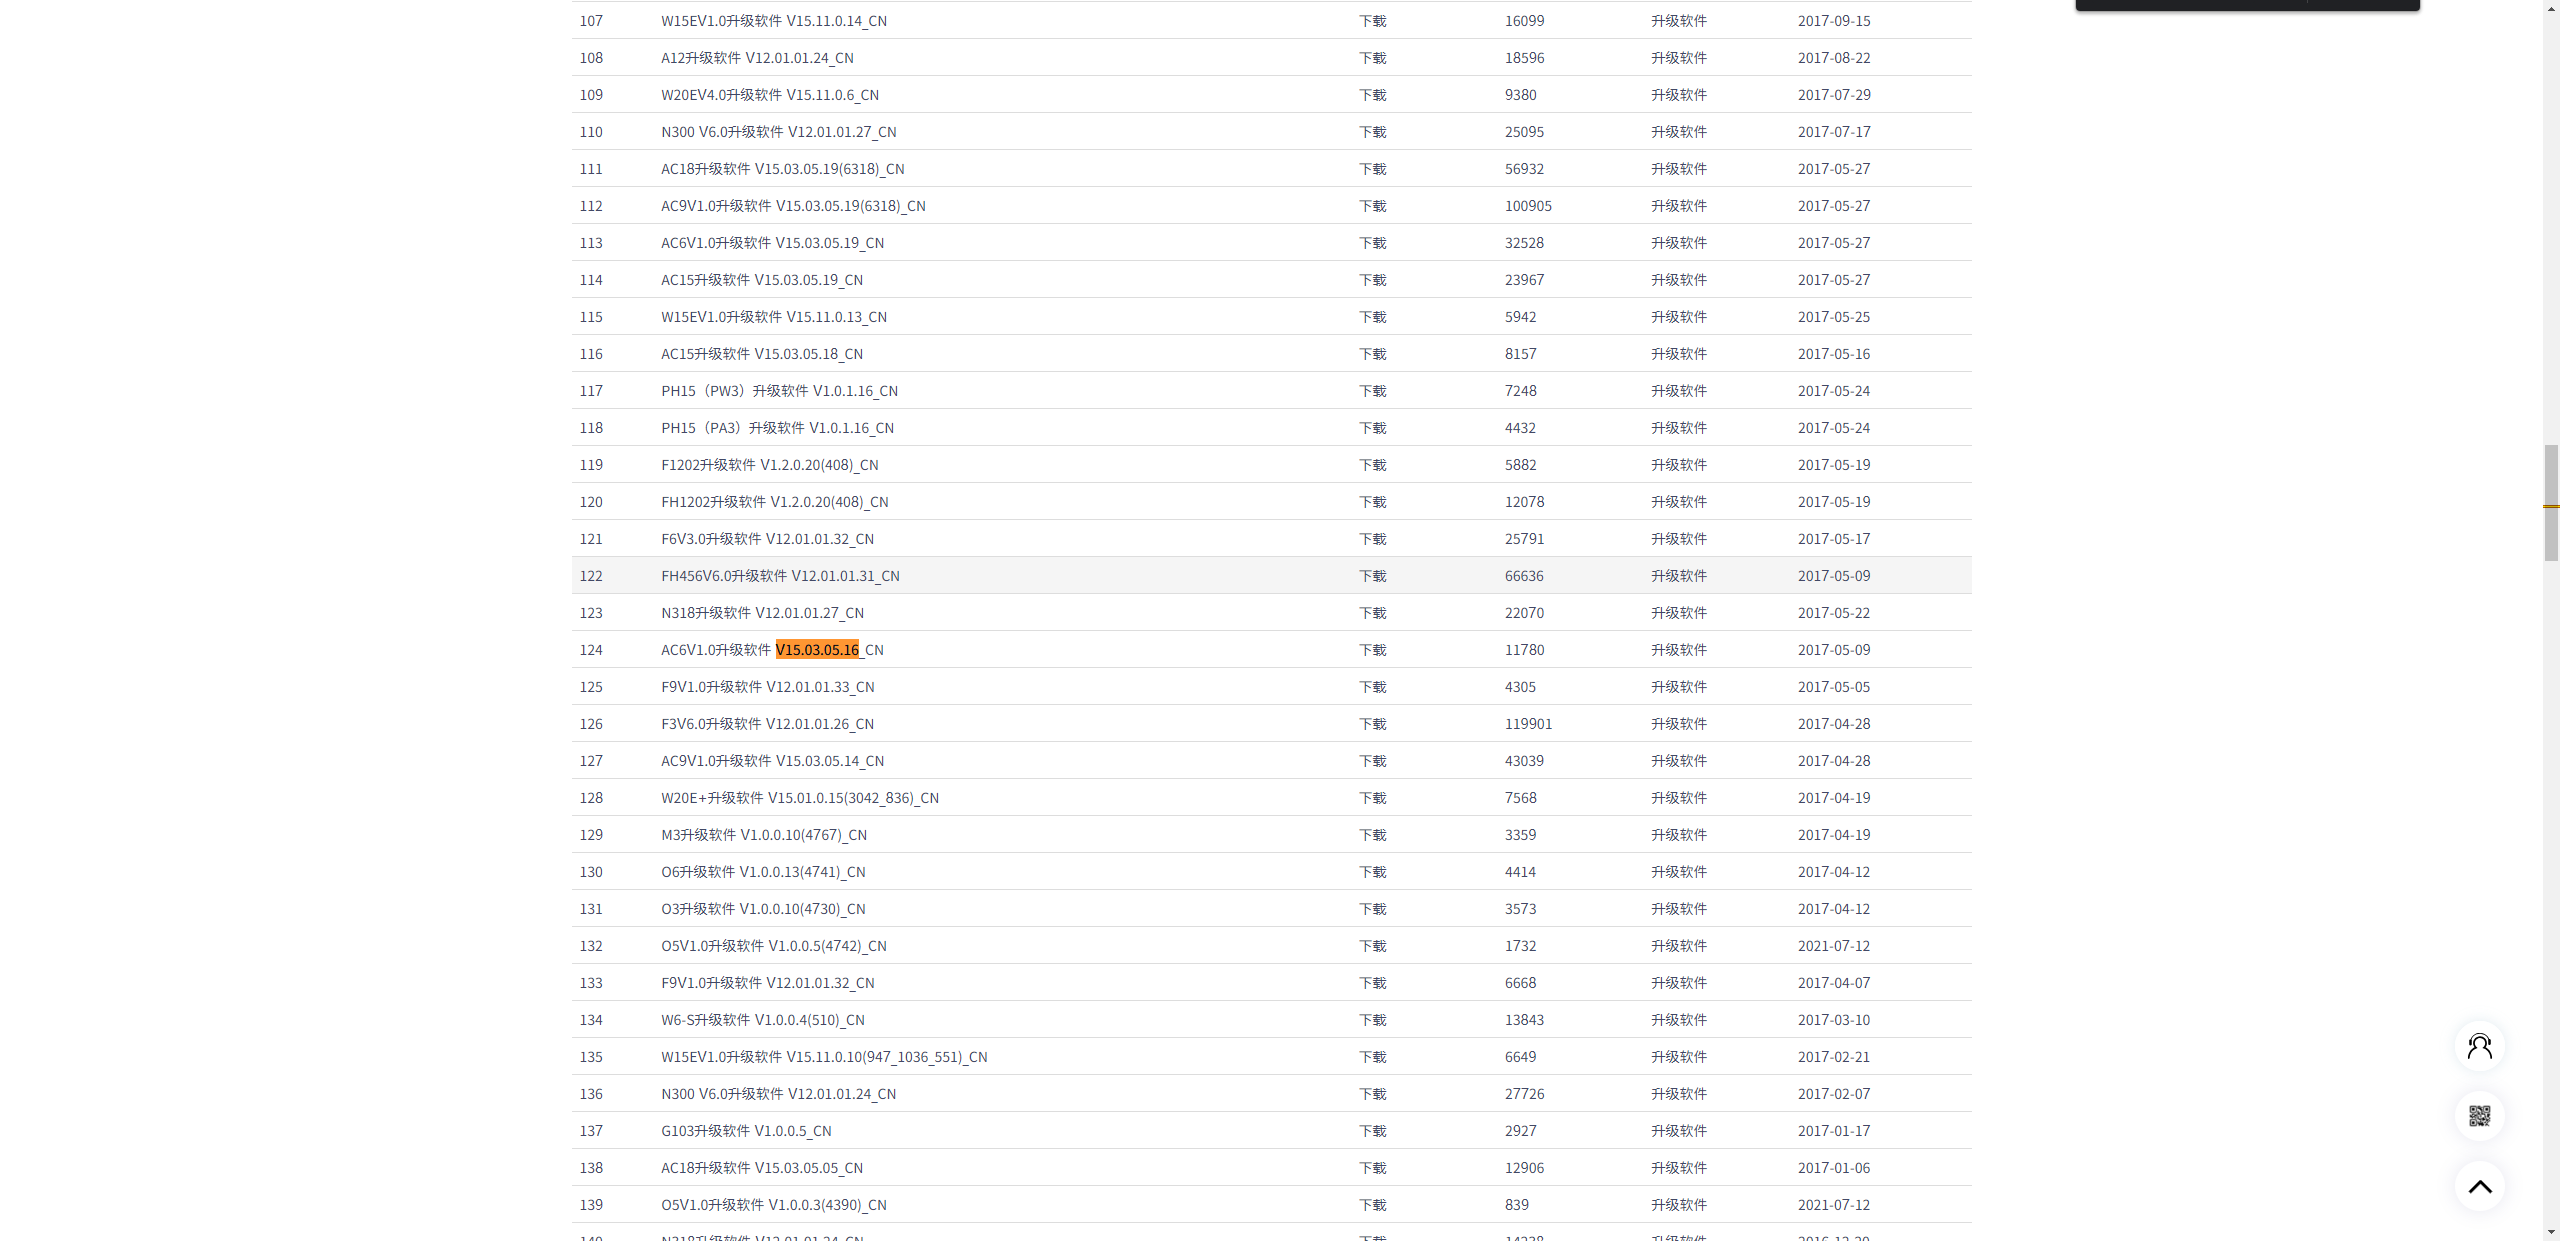 107 W15EV1.0升级软件 V15.11.0.14_CN 下载 16099 升级软件 2017-09-15
108 A12升级软件 V12.01.01.24_CN 下载 18596 升级软件 2017-08-22
109 W20EV4.0升级软件 V15.11.0.6_CN 下载 9380 升级软件 2017-07-29
110 N300 V6.0升级软件 V12.01.01.27_CN 下载 25095 升级软件 2017-07-17
111 AC18升级软件 V15.03.05.19(6318)_CN 下载 56932 升级软件 2017-05-27
112 AC9V1.0升级软件 V15.03.05.19(6318)_CN 下载 100905 升级软件 2017-05-27
113 AC6V1.0升级软件 V15.03.05.19_CN 下载 32528 升级软件 2017-05-27
114 AC15升级软件 V15.03.05.19_CN 下载 23967 升级软件 2017-05-27
115 W15EV1.0升级软件 V15.11.0.13_CN 下载 5942 升级软件 2017-05-25
116 AC15升级软件 V15.03.05.18_CN 下载 8157 升级软件 2017-05-16
117 PH15（PW3）升级软件 V1.0.1.16_CN 下载 7248 升级软件 2017-05-24
118 PH15（PA3）升级软件 V1.0.1.16_CN 下载 4432 升级软件 2017-05-24
119 F1202升级软件 V1.2.0.20(408)_CN 下载 5882 升级软件 2017-05-19
120 FH1202升级软件 V1.2.0.20(408)_CN 下载 12078 升级软件 2017-05-19
121 F6V3.0升级软件 V12.01.01.32_CN 下载 25791 升级软件 2017-05-17
122 FH456V6.0升级软件 V12.01.01.31_CN 下载 66636 升级软件 2017-05-09
123 N318升级软件 V12.01.01.27_CN 下载 22070 升级软件 2017-05-22
124 AC6V1.0升级软件 V15.03.05.16_CN 下载 11780 升级软件 2017-05-09
125 F9V1.0升级软件 V12.01.01.33_CN 下载 4305 升级软件 2017-05-05
126 F3V6.0升级软件 V12.01.01.26_CN 下载 119901 升级软件 2017-04-28
127 AC9V1.0升级软件 V15.03.05.14_CN 下载 43039 升级软件 2017-04-28
128 W20E+升级软件 V15.01.0.15(3042_836)_CN 下载 7568 升级软件 2017-04-19
129 M3升级软件 V1.0.0.10(4767)_CN 下载 3359 升级软件 2017-04-19
130 O6升级软件 V1.0.0.13(4741)_CN 下载 4414 升级软件 2017-04-12
131 O3升级软件 V1.0.0.10(4730)_CN 下载 3573 升级软件 2017-04-12
132 O5V1.0升级软件 V1.0.0.5(4742)_CN 下载 1732 升级软件 2021-07-12
133 F9V1.0升级软件 V12.01.01.32_CN 下载 6668 升级软件 2017-04-07
134 W6-S升级软件 V1.0.0.4(510)_CN 下载 13843 升级软件 2017-03-10
135 W15EV1.0升级软件 V15.11.0.10(947_1036_551)_CN 下载 6649 升级软件 2017-02-21
136 N300 V6.0升级软件 V12.01.01.24_CN 下载 27726 升级软件 2017-02-07
137 G103升级软件 V1.0.0.5_CN 下载 2927 升级软件 2017-01-17
138 AC18升级软件 V15.03.05.05_CN 下载 12906 升级软件 2017-01-06
139 O5V1.0升级软件 V1.0.0.3(4390)_CN 下载 839 升级软件 2021-07-12